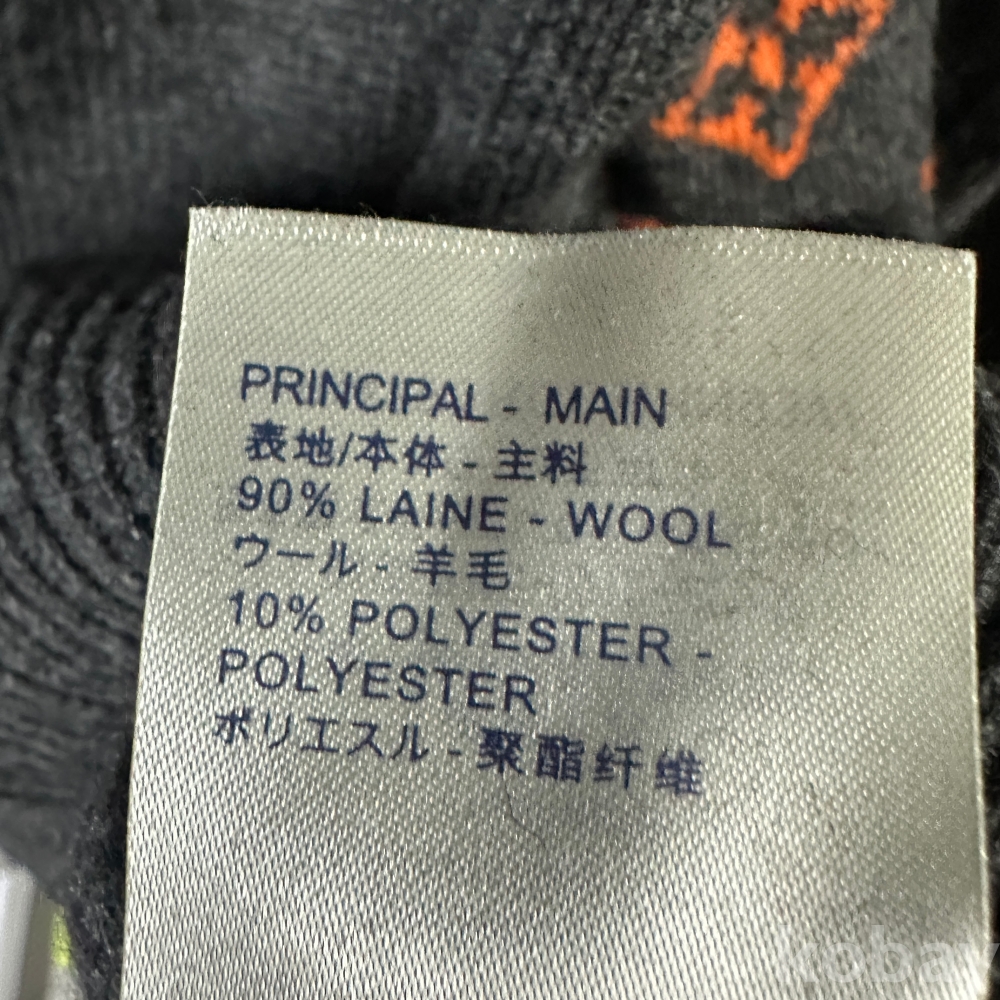 PRINCIPAL - MAIN
表地/本体 - 主料
90% LAINE - WOOL
ウール - 羊毛
10% POLYESTER -
POLYESTER
ポリエスル - 聚酯纤维
kobay